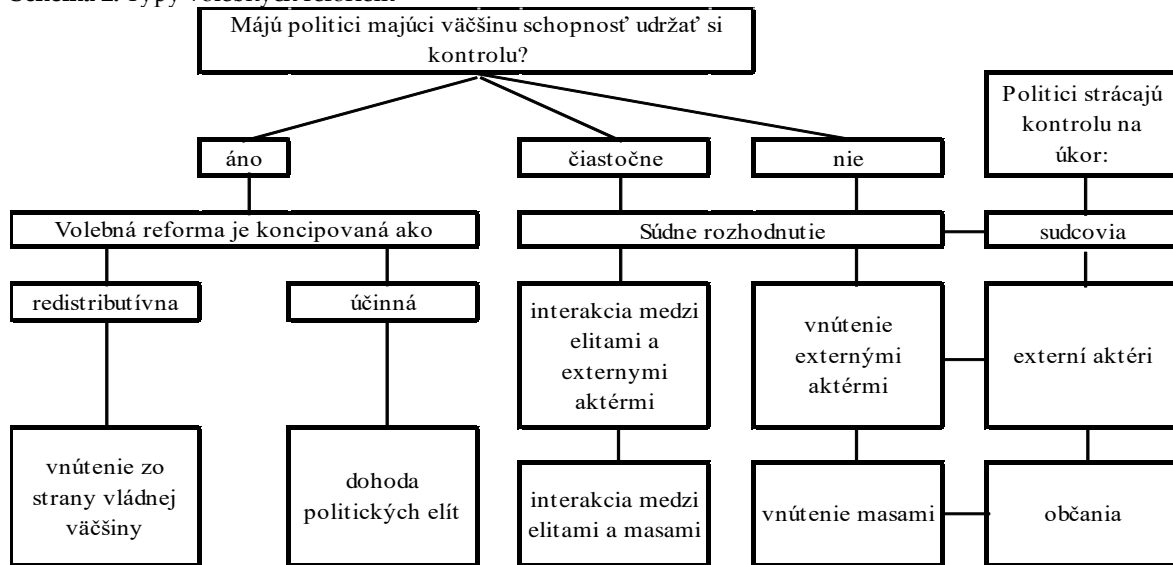 Májú politici majúci väčšinu schopnosť udržať si
kontrolu?
Politici strácajú
kontrolu na
úkor:
áno
čiastočne
nie
Volebná reforma je koncipovaná ako
Súdne rozhodnutie
sudcovia
redistributívna
účinná
interakcia medzi
elitami a
externymi
aktérmi
vnútenie
externými
aktérmi
externí aktéri
vnútenie zo
strany vládnej
väčšiny
dohoda
politických elít
interakcia medzi
elitami a masami
vnútenie masami
občania